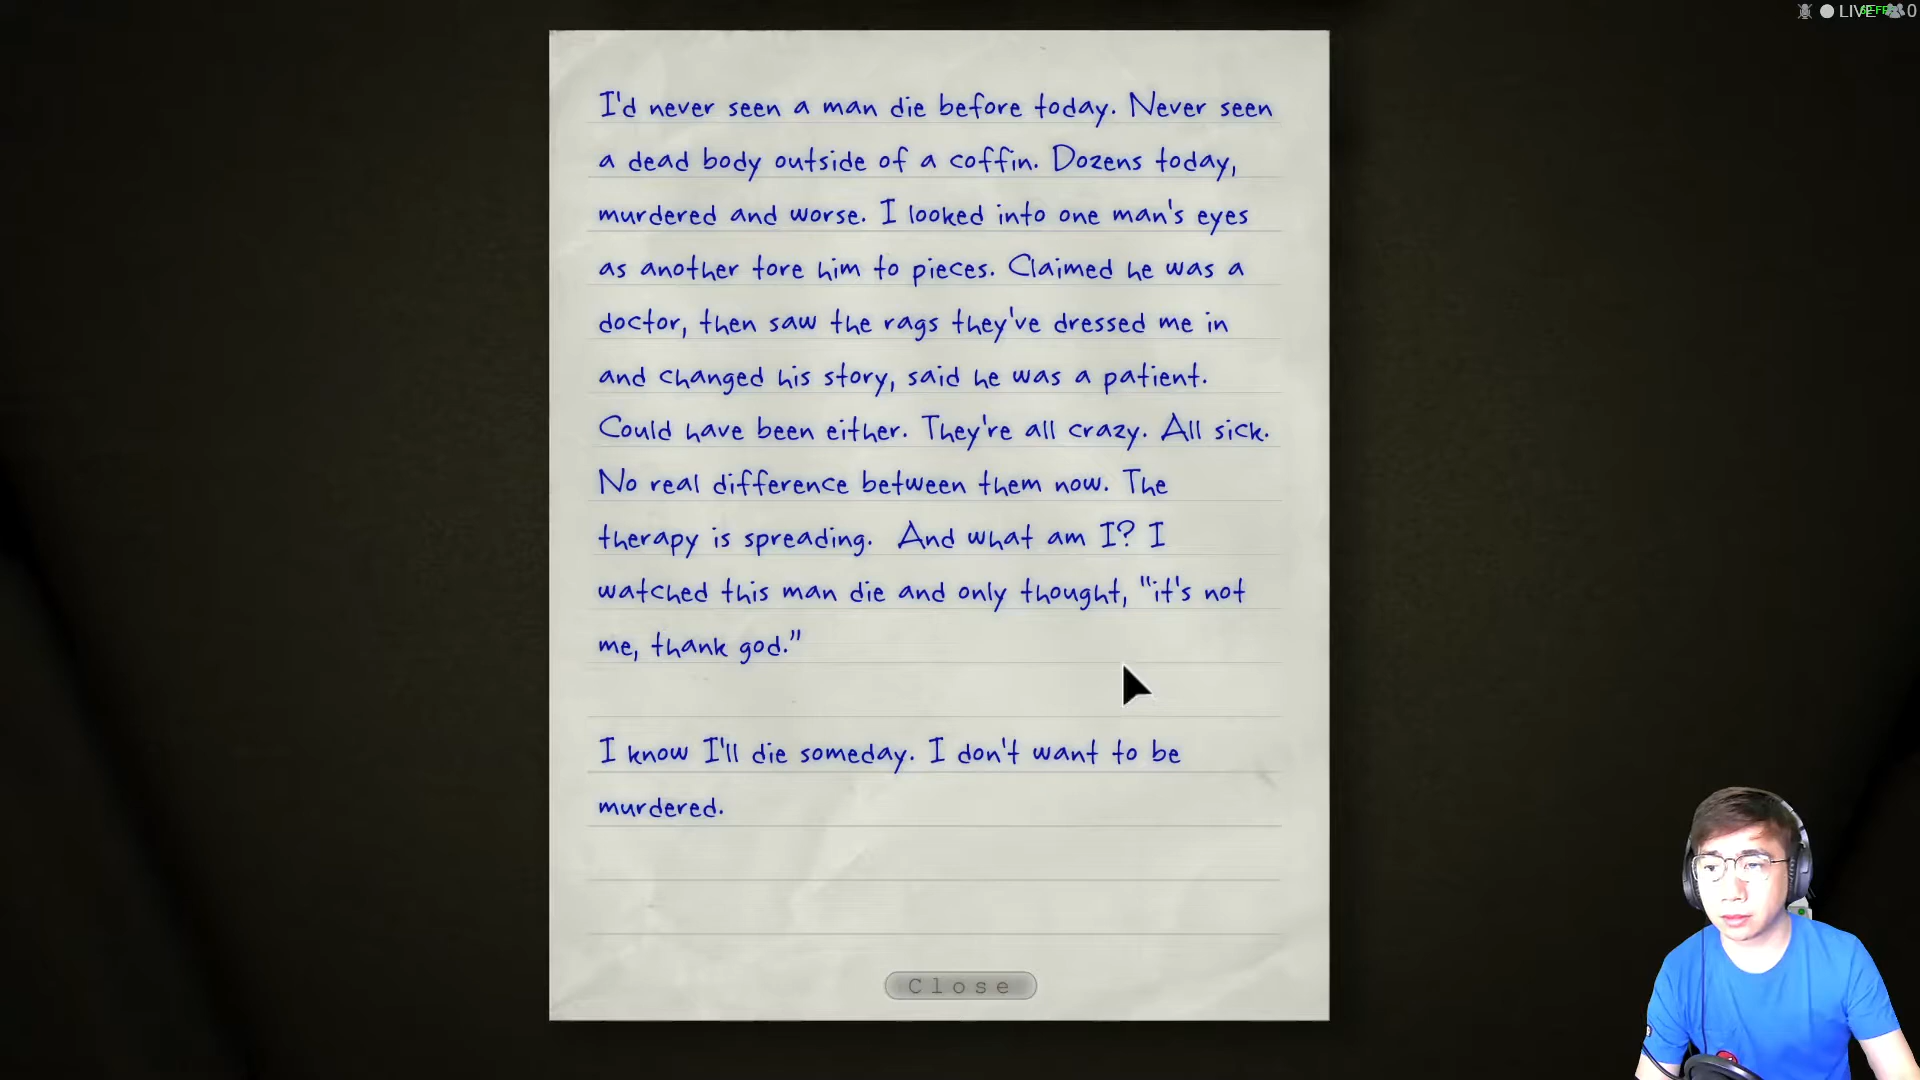 LIVE
0
I'd never seen a man die before today. Never seen
a dead body outside of a coffin. Dozens today,
murdered and worse. I looked into one man's eyes
as another tore him to pieces. Claimed he was a
doctor, then saw the rags they've dressed me in
and changed his story, said he was a patient.
Could have been either. They're all crazy. All sick.
No real difference between them now. The
therapy is spreading.  And what am I? I
watched this man die and only thought, "it's not
me, thank god."
I know I'll die someday. I don't want to be
murdered.
Close